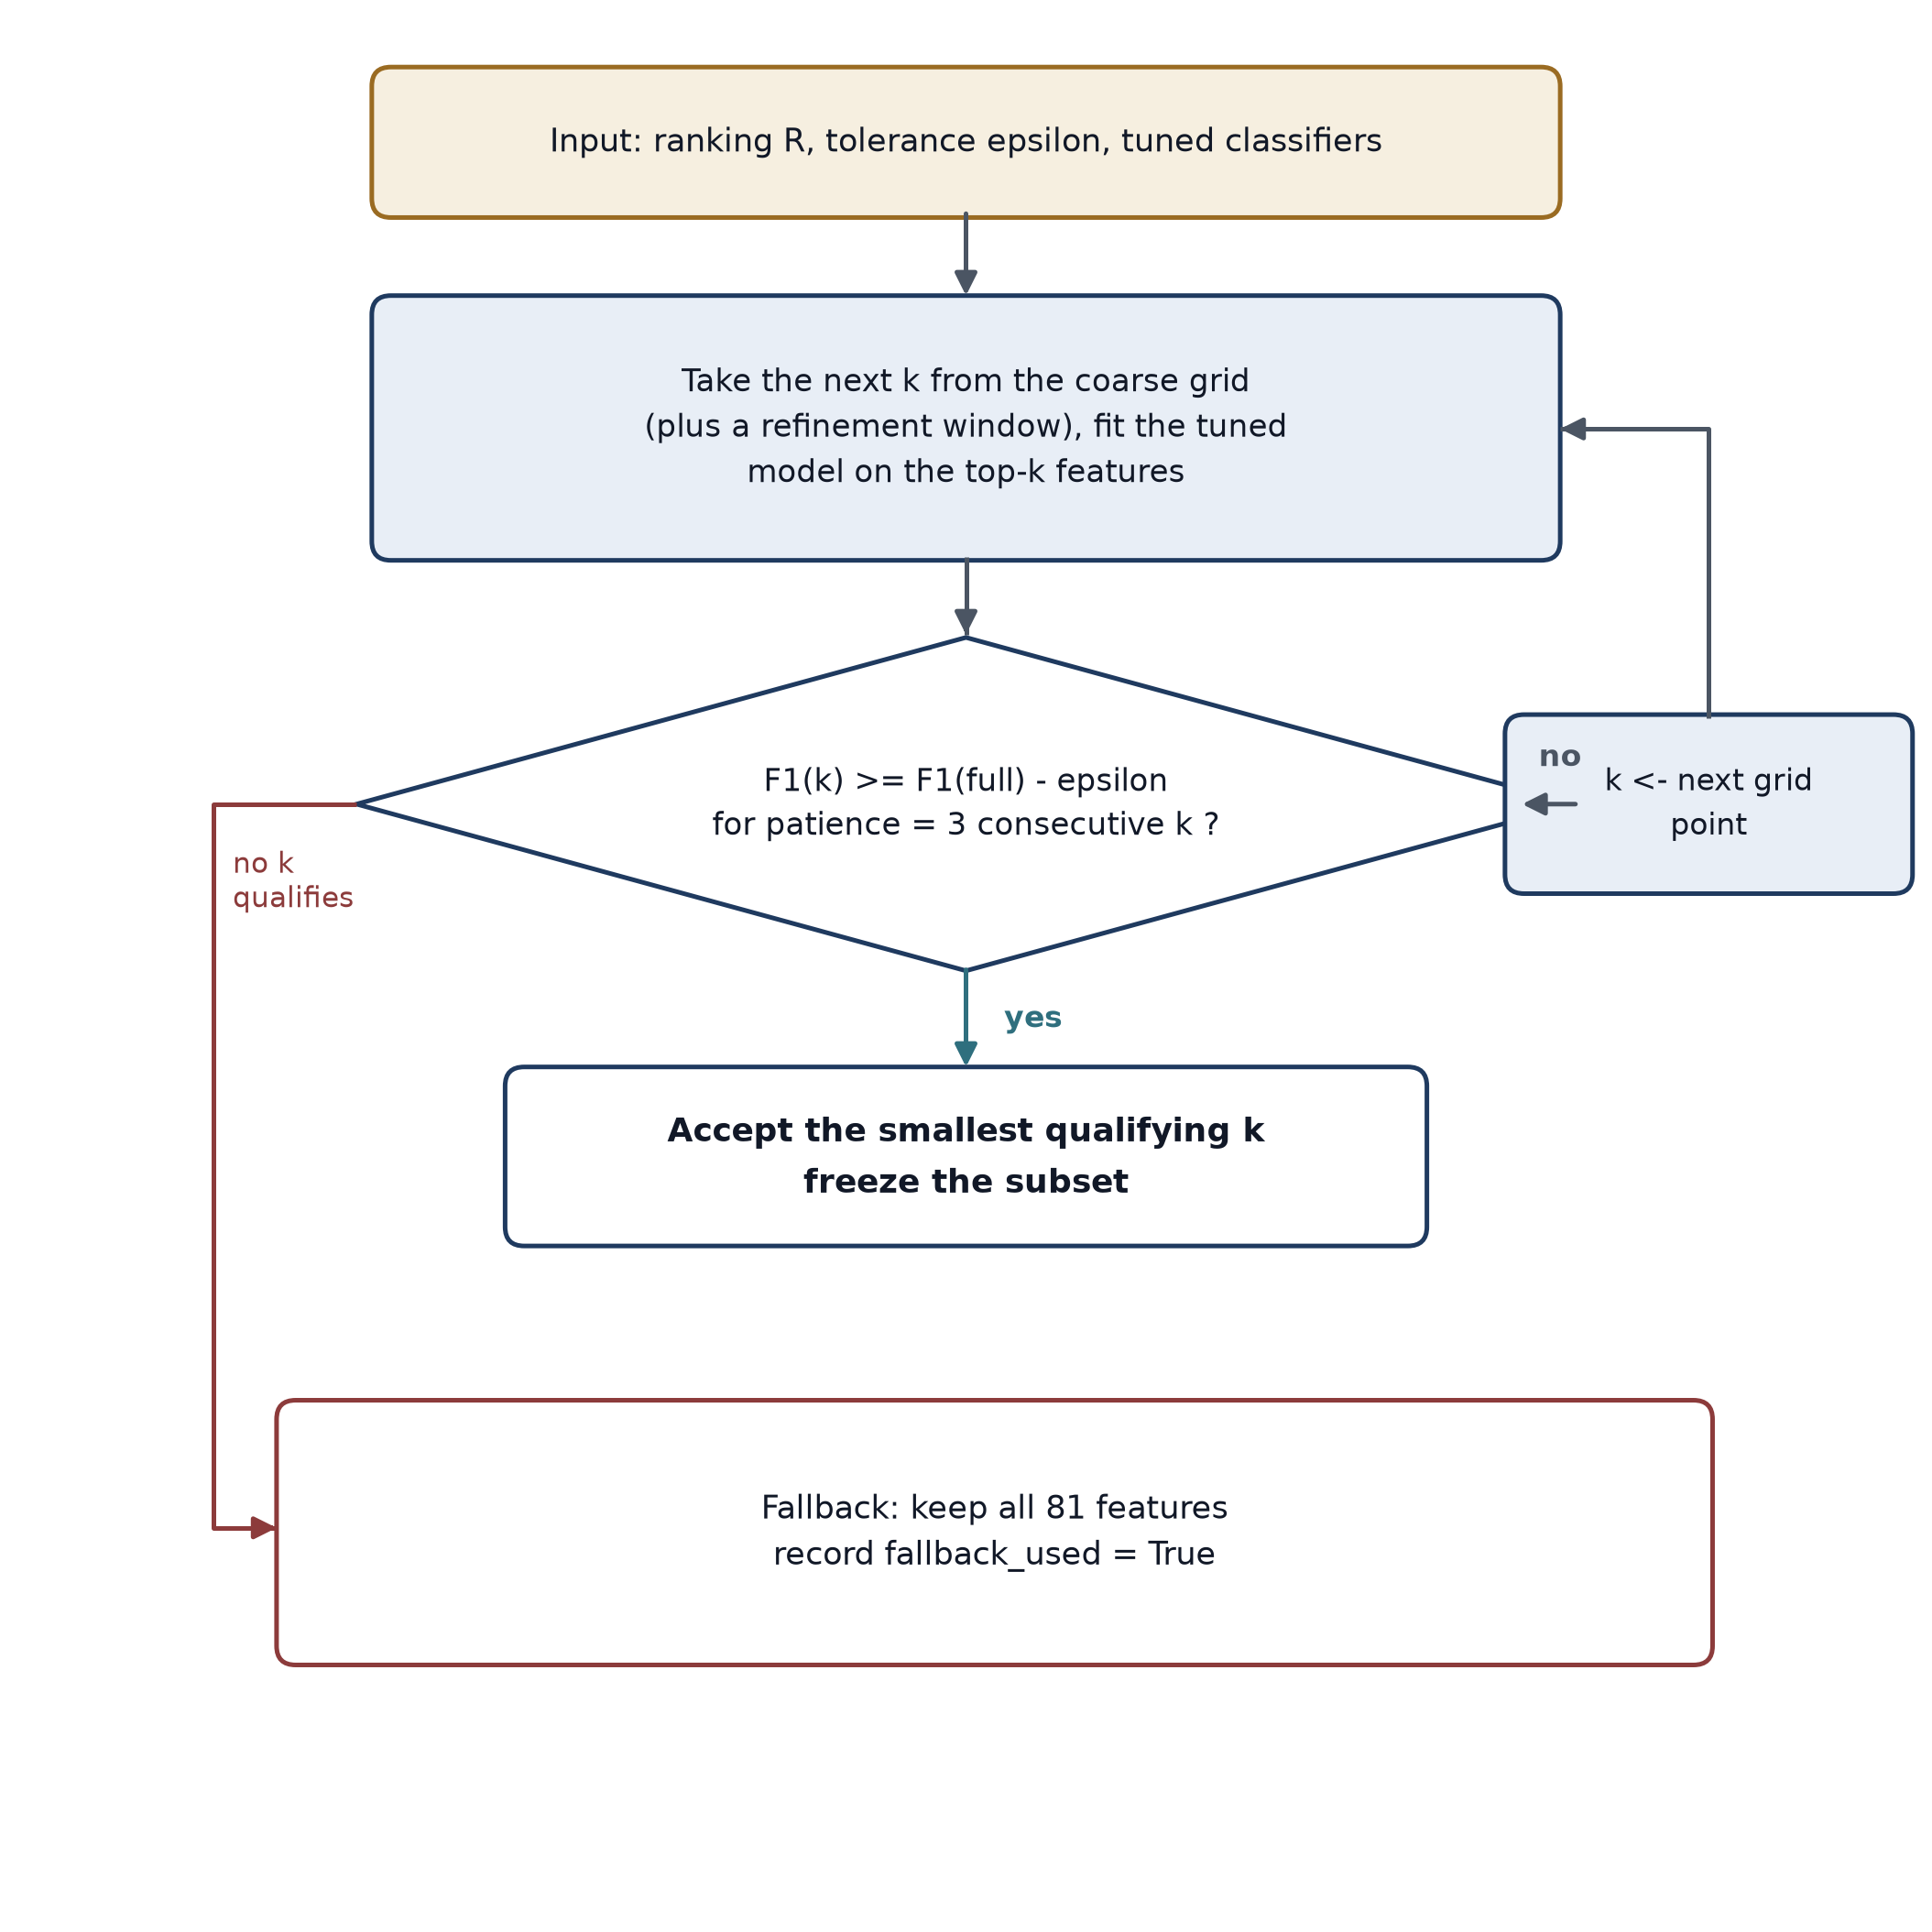 Input: ranking R, tolerance epsilon, tuned classifiers
Take the next k from the coarse grid
(plus a refinement window), fit the tuned
model on the top-k features
F1(k) >= F1(full) - epsilon
for patience = 3 consecutive k ?
no
k <- next grid
point
no k
qualifies
yes
Accept the smallest qualifying k
freeze the subset
Fallback: keep all 81 features
record fallback_used = True